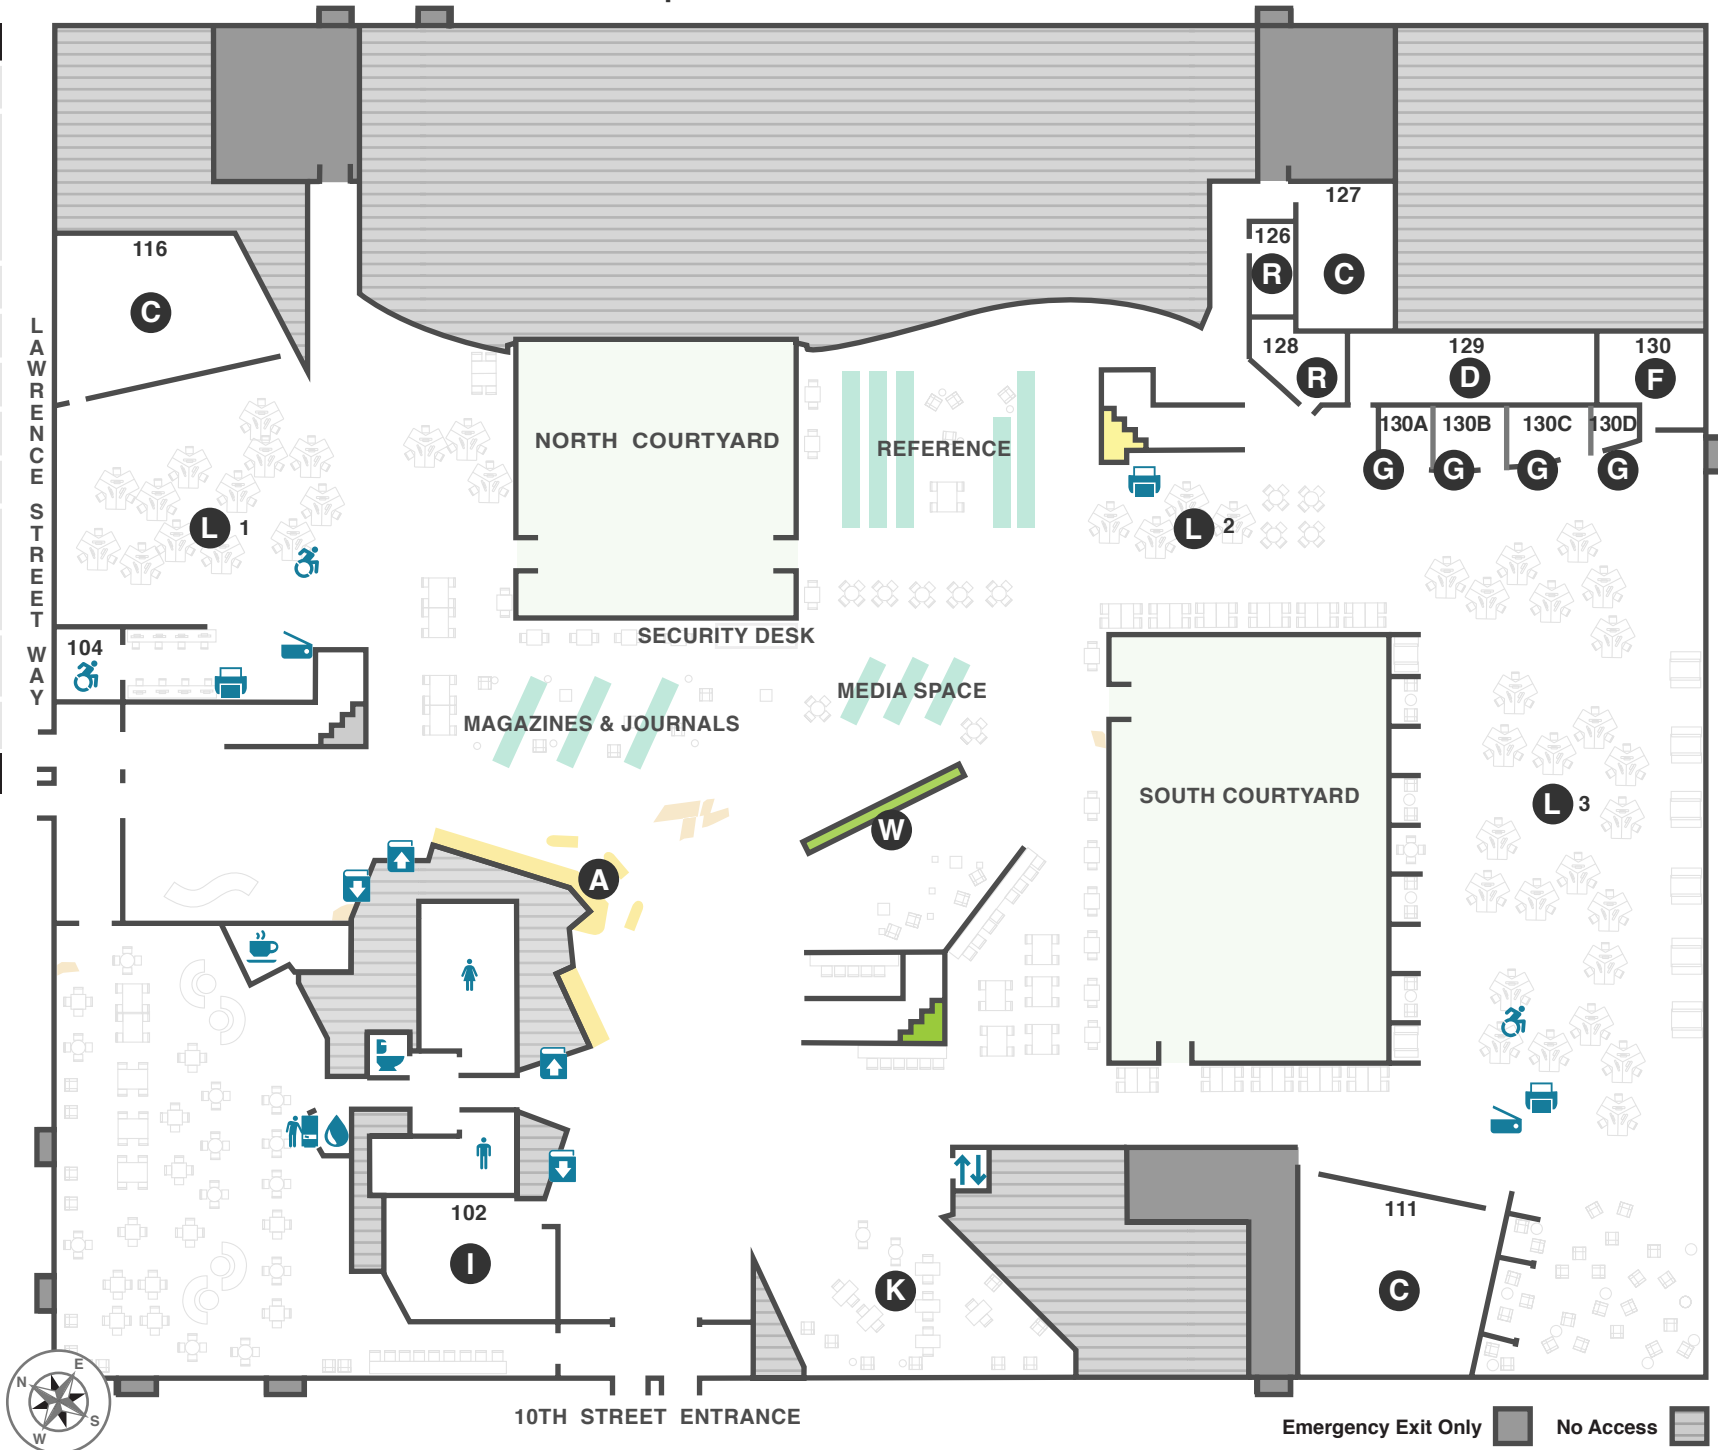 127
126
116
R
C
C
LAWRENCE STREET WAY
128
129
130
R
D
F
130A
130B
130C
130D
NORTH COURTYARD
REFERENCE
G
G
G
G
L 1
L 2
SECURITY DESK
104
MEDIA SPACE
MAGAZINES & JOURNALS
SOUTH COURTYARD
L 3
W
A
102
111
I
K
C
E
N
S
W
10TH STREET ENTRANCE
Emergency Exit Only
No Access